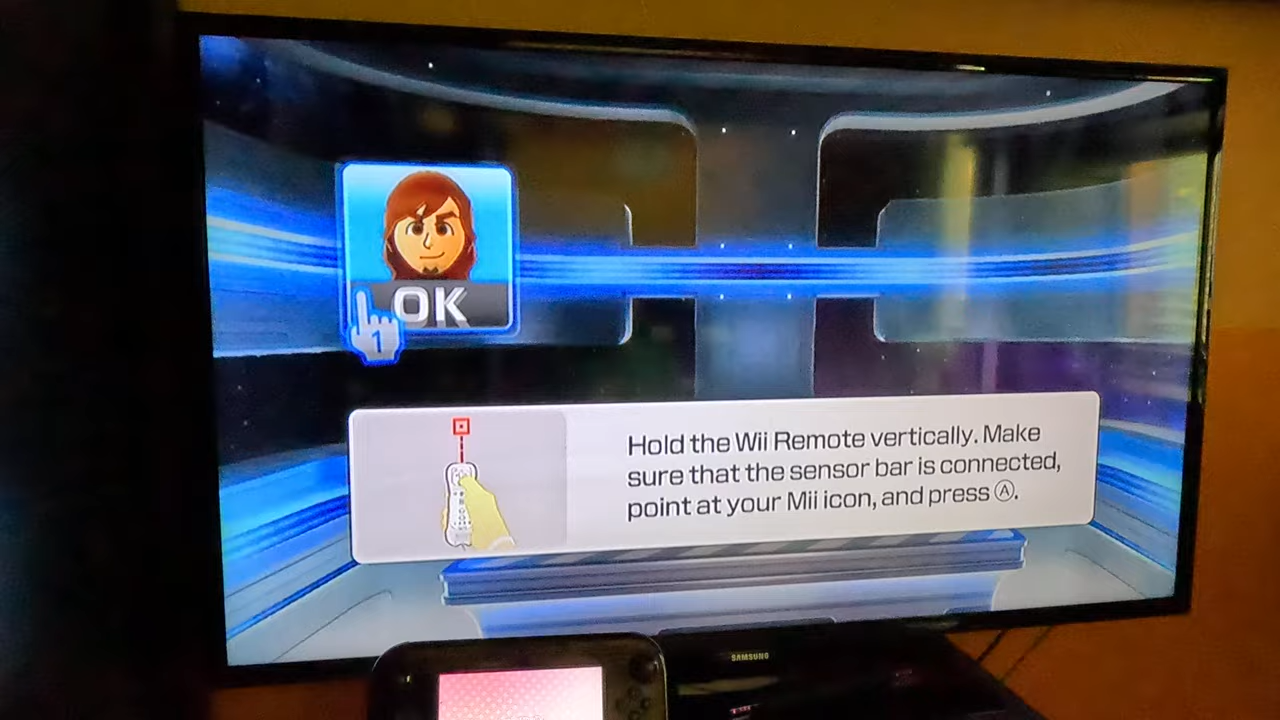 OK
1
Hold the Wii Remote vertically. Make
sure that the sensor bar is connected,
point at your Mii icon, and press Ⓐ.
SAMSUNG